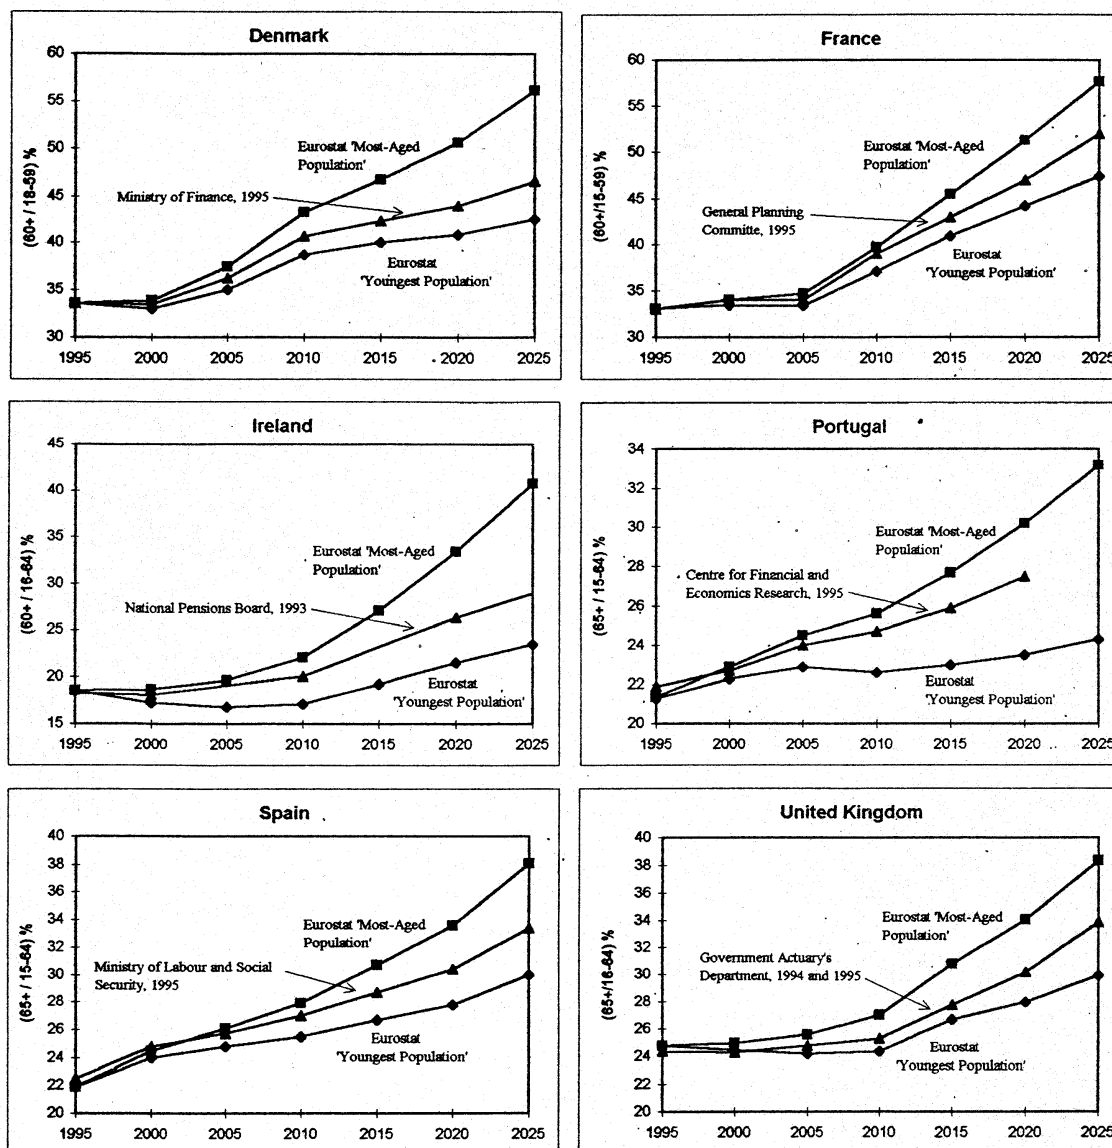 Denmark
60
55
50
45
40
35
30
(60+ / 18-59) %
Eurostat 'Most-Aged
Population'
Ministry of Finance, 1995
Eurostat
'Youngest Population'
1995 2000 2005 2010 2015 2020 2025
France
60
55
50
45
40
35
30
(60+/15-59) %
Eurostat 'Most-Aged
Population'
General Planning
Committe, 1995
Eurostat
'Youngest Population'
1995 2000 2005 2010 2015 2020 2025
Ireland
45
40
35
30
25
20
15
(60+ / 16-64) %
Eurostat 'Most-Aged
Population'
National Pensions Board, 1993
Eurostat
'Youngest Population'
1995 2000 2005 2010 2015 2020 2025
Portugal
34
32
30
28
26
24
22
20
(65+ / 15-64) %
Eurostat 'Most-Aged
Population'
Centre for Financial and
Economics Research, 1995
Eurostat
'Youngest Population'
1995 2000 2005 2010 2015 2020 2025
Spain
40
38
36
34
32
30
28
26
24
22
20
(65+ / 15-64) %
Eurostat 'Most-Aged
Population'
Ministry of Labour and Social
Security, 1995
Eurostat
'Youngest Population'
1995 2000 2005 2010 2015 2020 2025
United Kingdom
40
38
36
34
32
30
28
26
24
22
20
(65+/16-64) %
Eurostat 'Most-Aged
Population'
Government Actuary's
Department, 1994 and 1995
Eurostat
'Youngest Population'
1995 2000 2005 2010 2015 2020 2025